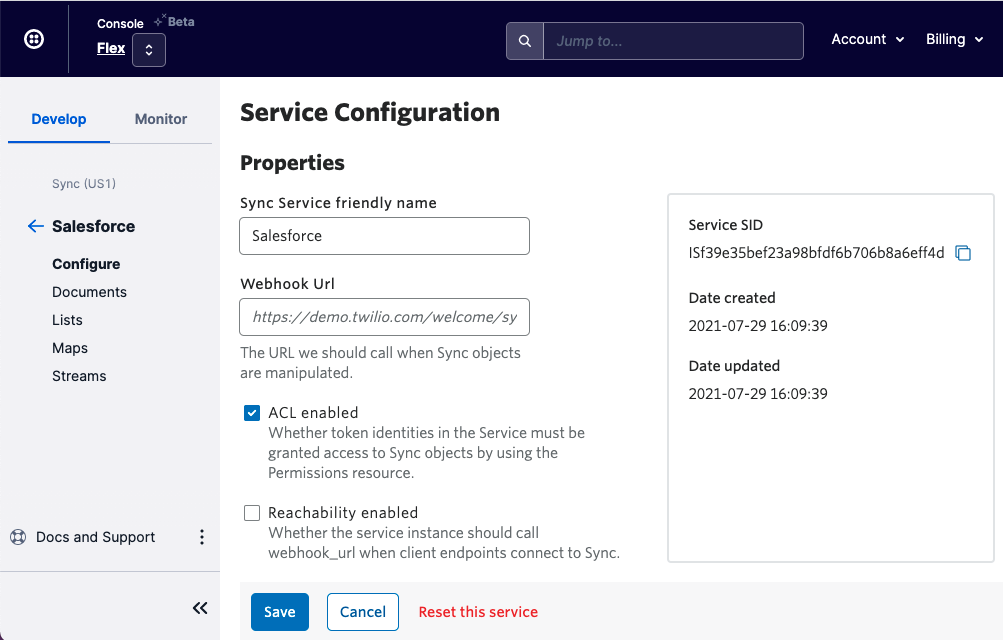 Console Beta
Flex
Jump to...
Account
Billing
Develop
Monitor
Sync (US1)
Salesforce
Configure
Documents
Lists
Maps
Streams
Docs and Support
Service Configuration
Properties
Sync Service friendly name
Salesforce
Webhook Url
https://demo.twilio.com/welcome/sy
The URL we should call when Sync objects
are manipulated.
ACL enabled
Whether token identities in the Service must be
granted access to Sync objects by using the
Permissions resource.
Reachability enabled
Whether the service instance should call
webhook_url when client endpoints connect to Sync.
Service SID
ISf39e35bef23a98bfdf6b706b8a6eff4d
Date created
2021-07-29 16:09:39
Date updated
2021-07-29 16:09:39
Save
Cancel
Reset this service